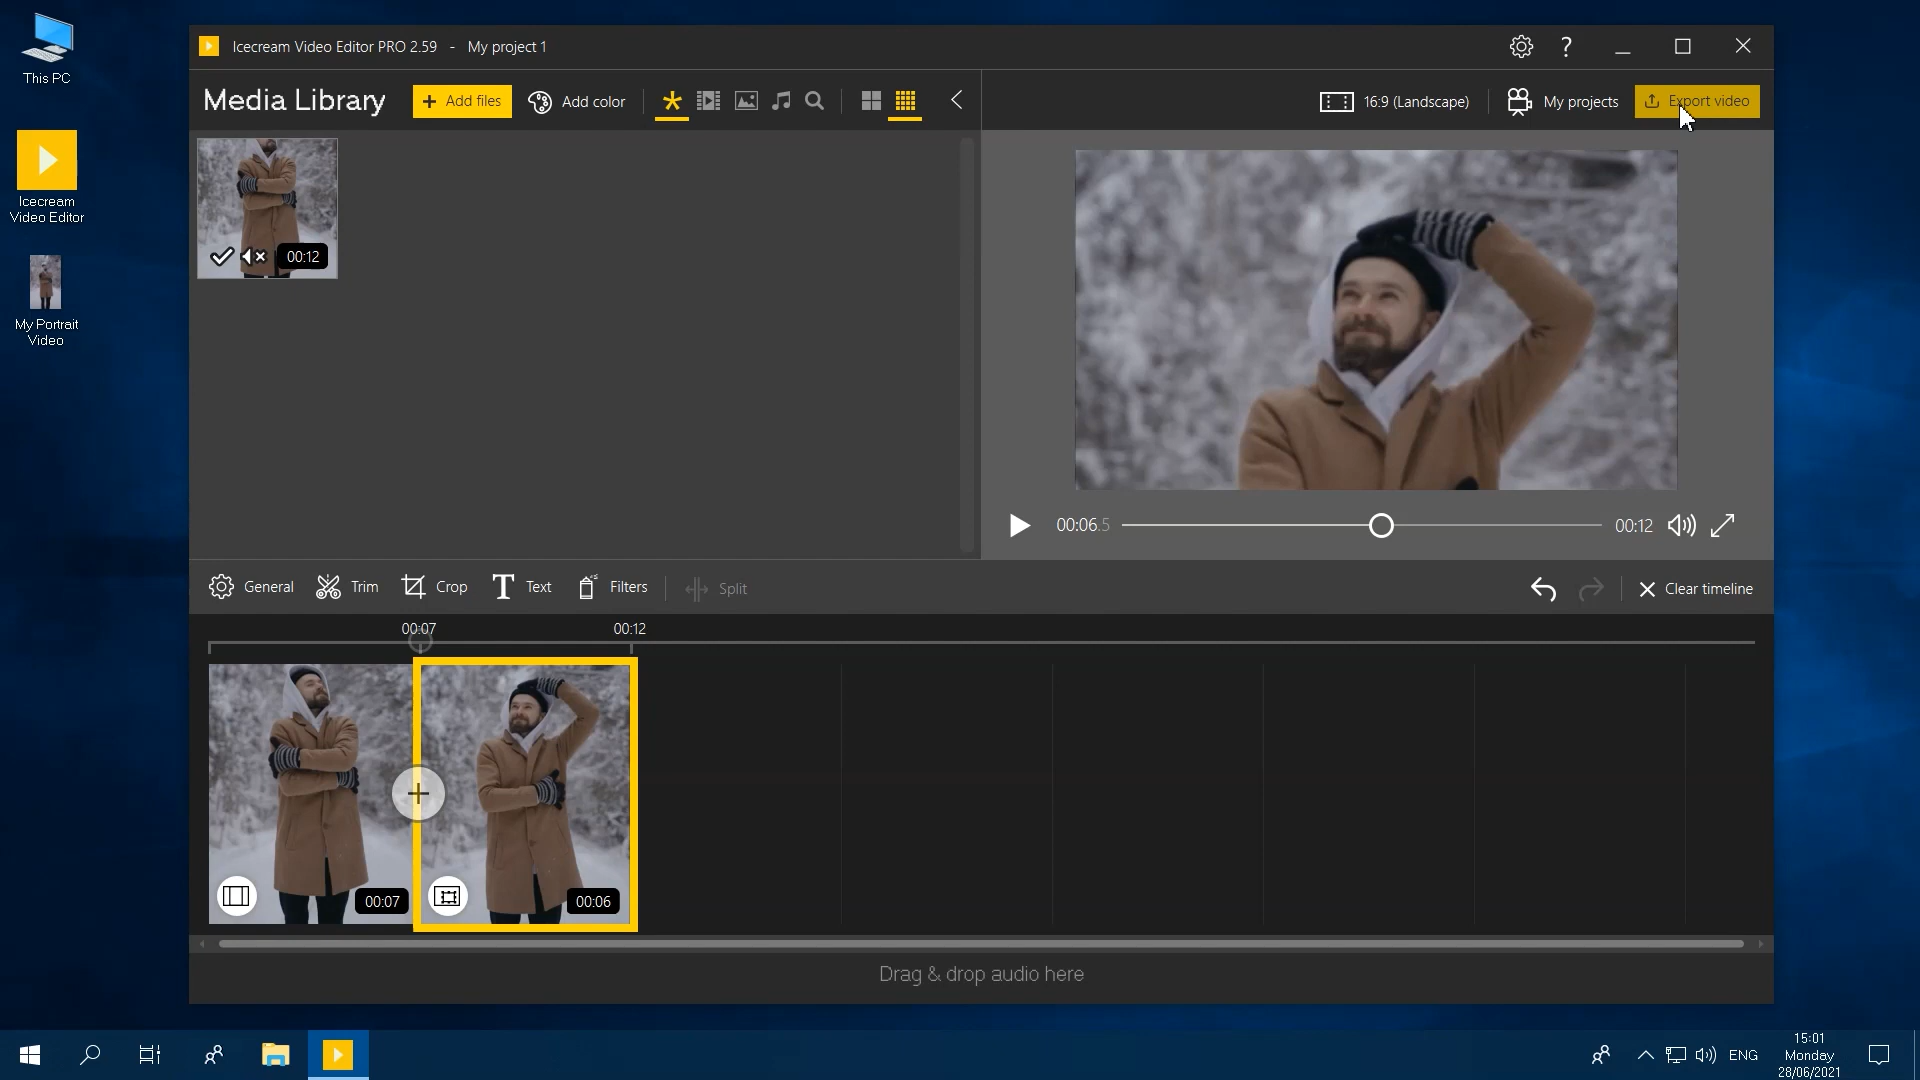 This PC
Icecream
Video Editor
My Portrait
Video
Icecream Video Editor PRO 2.59 - My project 1
?
Media Library
+ Add files
Add color
16:9 (Landscape)
My projects
Export video
00:12
00:06.5
00:12
General
Trim
Crop
Text
Filters
Split
Clear timeline
00:07
00:12
00:07
00:06
Drag & drop audio here
ENG
15:01
Monday
28/06/2021